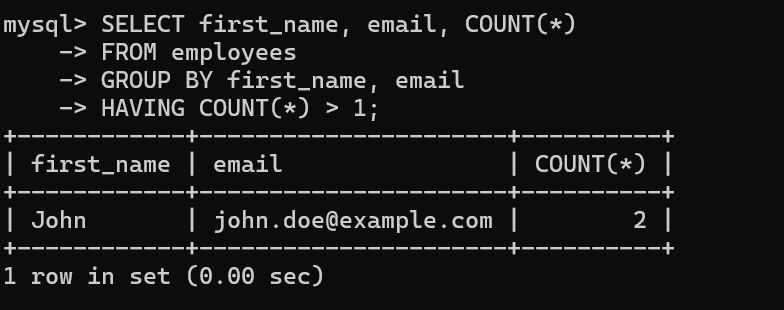 mysql> SELECT first_name, email, COUNT(*)
    -> FROM employees
    -> GROUP BY first_name, email
    -> HAVING COUNT(*) > 1;
+------------+----------------------+----------+
| first_name | email                | COUNT(*) |
+------------+----------------------+----------+
| John       | john.doe@example.com |        2 |
+------------+----------------------+----------+
1 row in set (0.00 sec)